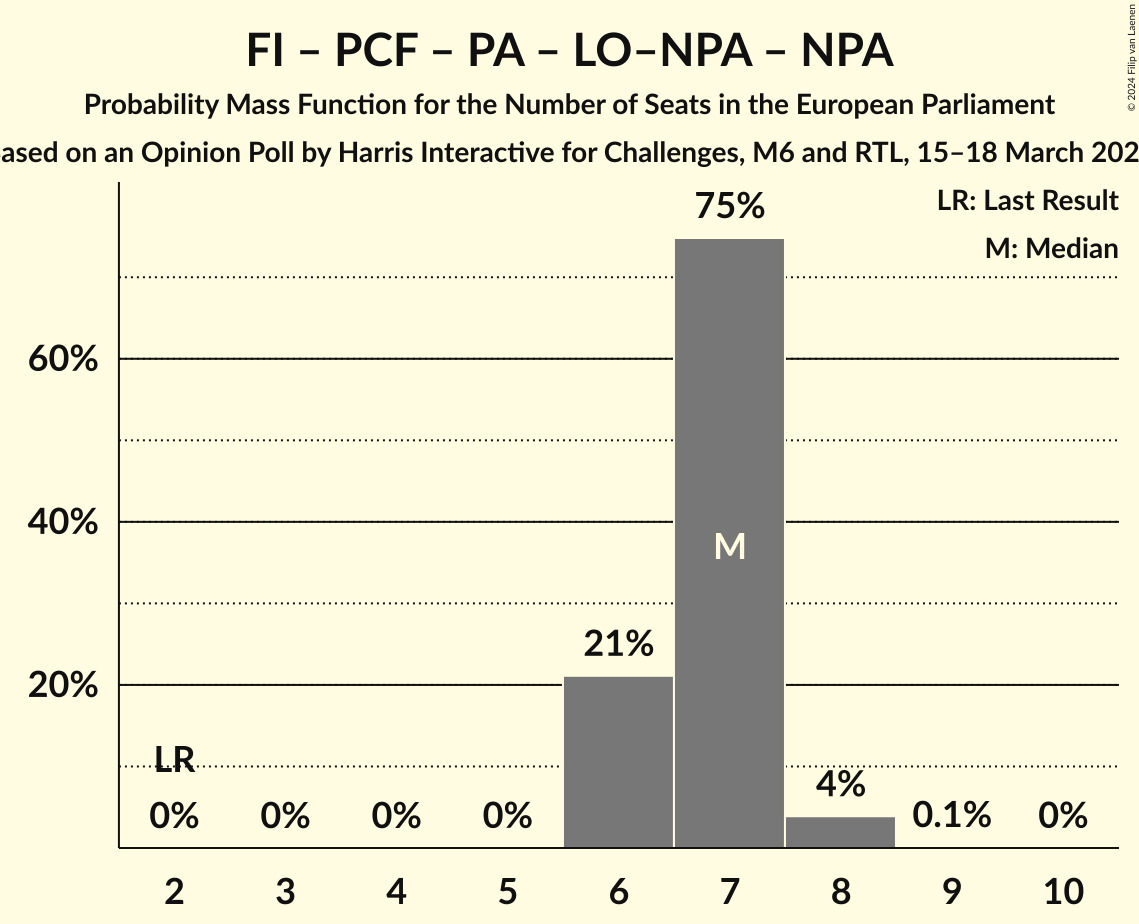 FI – PCF – PA – LO–NPA – NPA
Probability Mass Function for the Number of Seats in the European Parliament
on an Opinion Poll by Harris Interactive for Challenges, M6 and RTL, 15–18 March
© 2024 Filip van Laenen
LR: Last Result
M: Median
75%
60%
40%
M
21%
20%
LR
4%
0% 0% 0% 0% 0.1% 0%
2 3 4 5 6 7 8 9 10